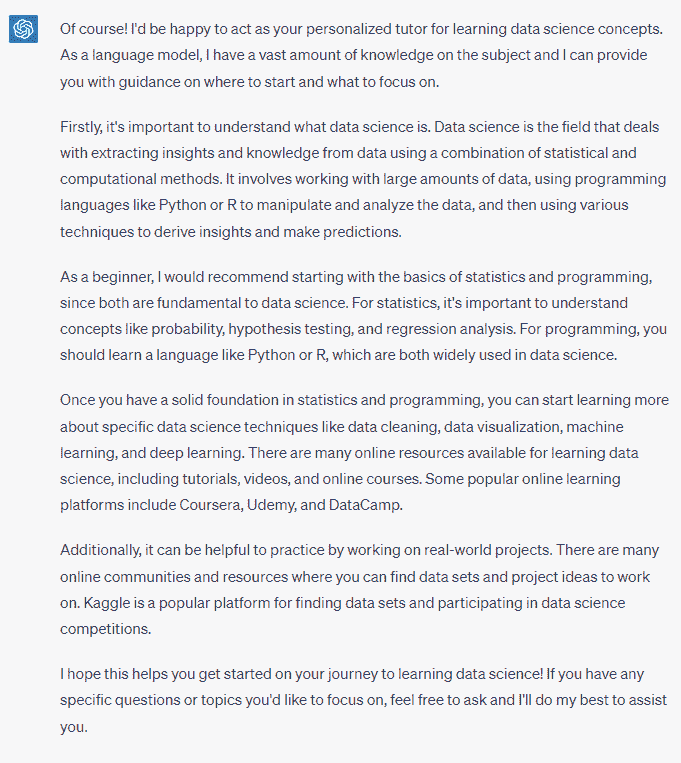 Of course! I'd be happy to act as your personalized tutor for learning data science concepts.
As a language model, I have a vast amount of knowledge on the subject and I can provide
you with guidance on where to start and what to focus on.
Firstly, it's important to understand what data science is. Data science is the field that deals
with extracting insights and knowledge from data using a combination of statistical and
computational methods. It involves working with large amounts of data, using programming
languages like Python or R to manipulate and analyze the data, and then using various
techniques to derive insights and make predictions.
As a beginner, I would recommend starting with the basics of statistics and programming,
since both are fundamental to data science. For statistics, it's important to understand
concepts like probability, hypothesis testing, and regression analysis. For programming, you
should learn a language like Python or R, which are both widely used in data science.
Once you have a solid foundation in statistics and programming, you can start learning more
about specific data science techniques like data cleaning, data visualization, machine
learning, and deep learning. There are many online resources available for learning data
science, including tutorials, videos, and online courses. Some popular online learning
platforms include Coursera, Udemy, and DataCamp.
Additionally, it can be helpful to practice by working on real-world projects. There are many
online communities and resources where you can find data sets and project ideas to work
on. Kaggle is a popular platform for finding data sets and participating in data science
competitions.
I hope this helps you get started on your journey to learning data science! If you have any
specific questions or topics you'd like to focus on, feel free to ask and I'll do my best to assist
you.